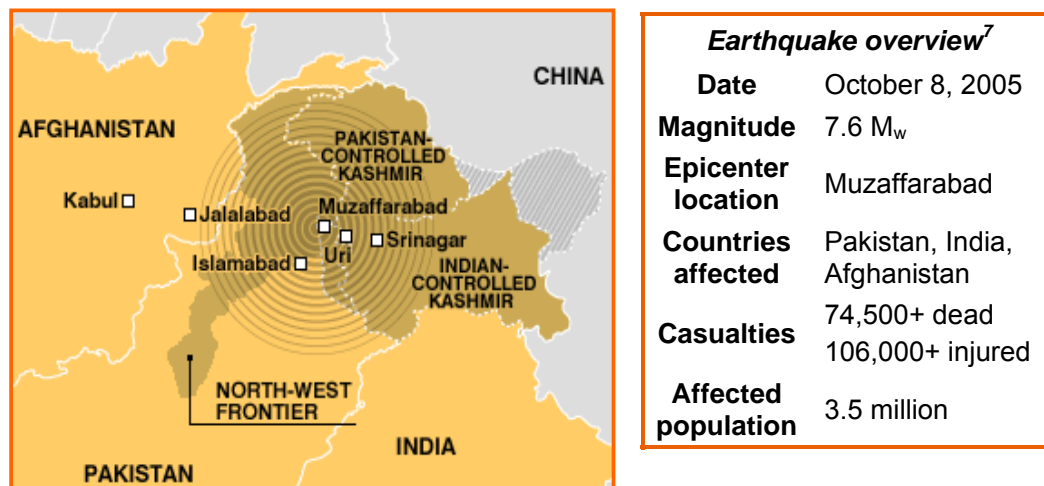 CHINA
AFGHANISTAN
PAKISTAN-
CONTROLLED
KASHMIR
Kabul
Jalalabad
Muzaffarabad
Uri
Srinagar
Islamabad
INDIAN-
CONTROLLED
KASHMIR
NORTH-WEST
FRONTIER
INDIA
PAKISTAN
Earthquake overview7
Date October 8, 2005
Magnitude 7.6 Mw
Epicenter
location
Muzaffarabad
Countries
affected
Pakistan, India,
Afghanistan
Casualties
74,500+ dead
106,000+ injured
Affected
population
3.5 million